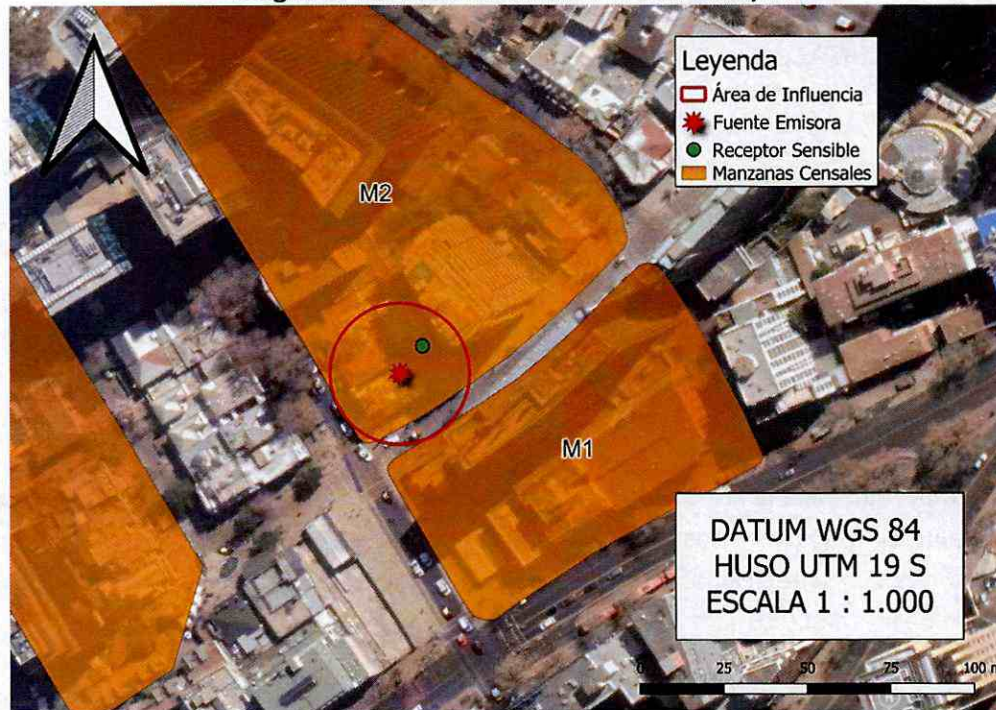 Leyenda
Área de Influencia
Fuente Emisora
Receptor Sensible
Manzanas Censales
M2
M1
DATUM WGS 84
HUSO UTM 19 S
ESCALA 1 : 1.000
0 25 50 75 100 m